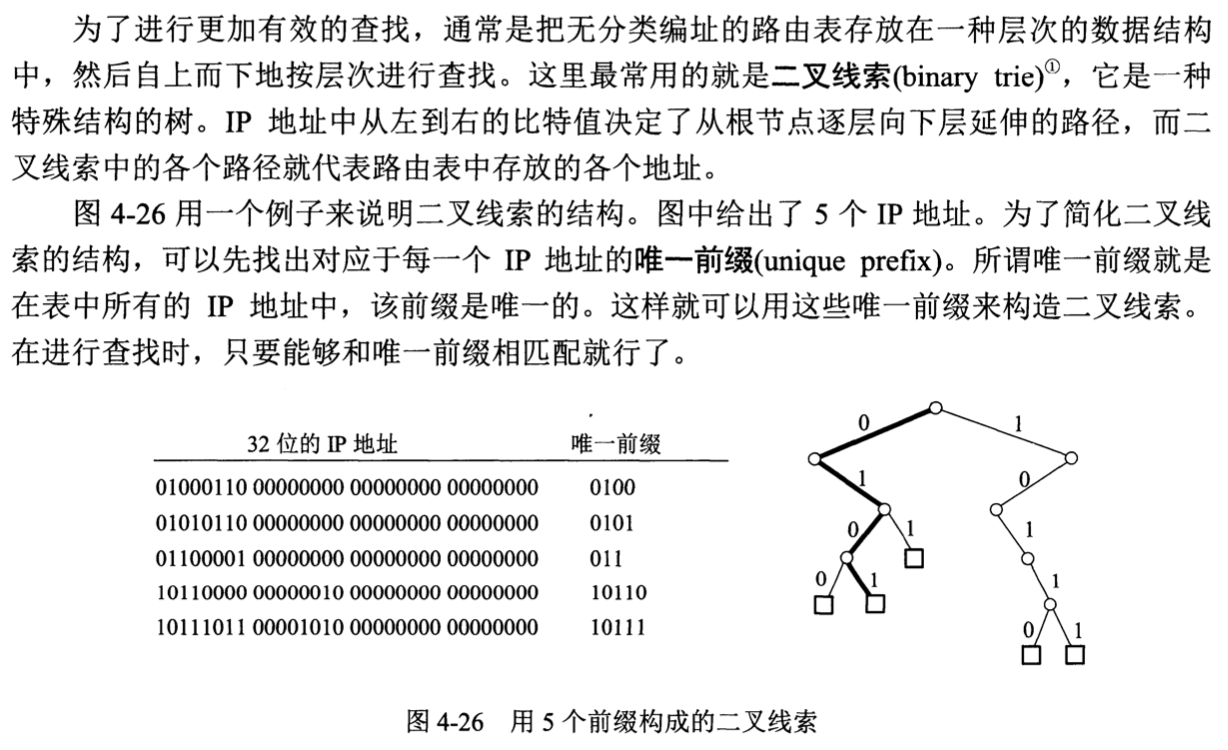 为了进行更加有效的查找，通常是把无分类编址的路由表存放在一种层次的数据结构
中，然后自上而下地按层次进行查找。这里最常用的就是二叉线索(binary trie)①，它是一种
特殊结构的树。IP 地址中从左到右的比特值决定了从根节点逐层向下层延伸的路径，而二
叉线索中的各个路径就代表路由表中存放的各个地址。
图 4-26 用一个例子来说明二叉线索的结构。图中给出了 5 个 IP 地址。为了简化二叉线
索的结构，可以先找出对应于每一个 IP 地址的唯一前缀(unique prefix)。所谓唯一前缀就是
在表中所有的 IP 地址中，该前缀是唯一的。这样就可以用这些唯一前缀来构造二叉线索。
在进行查找时，只要能够和唯一前缀相匹配就行了。
32 位的 IP 地址 唯一前缀
01000110 00000000 00000000 00000000 0100
01010110 00000000 00000000 00000000 0101
01100001 00000000 00000000 00000000 011
10110000 00000010 00000000 00000000 10110
10111011 00001010 00000000 00000000 10111
0 1
1 0
0 1 1
0 1 1
0 1
图 4-26 用 5 个前缀构成的二叉线索